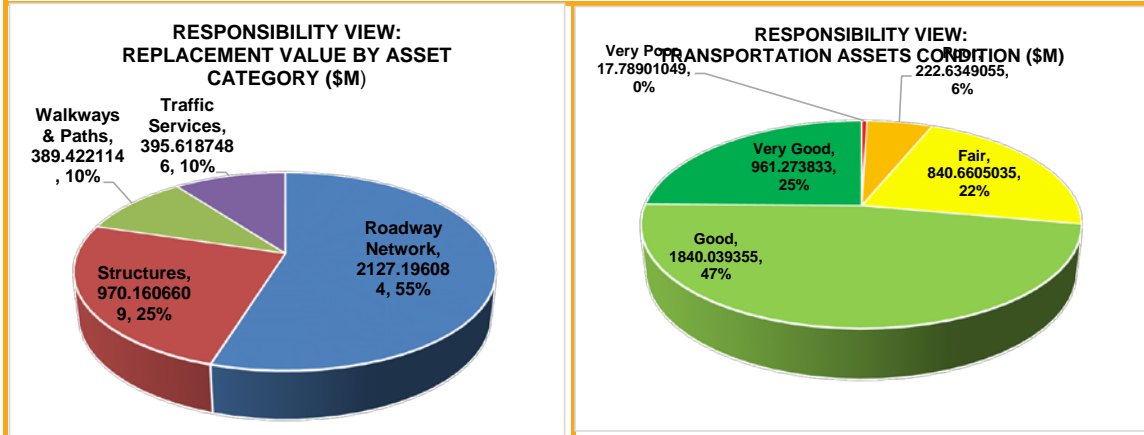 RESPONSIBILITY VIEW:
REPLACEMENT VALUE BY ASSET
CATEGORY ($M)
Walkways
& Paths,
389.422114
, 10%
Traffic
Services,
395.618748
6, 10%
Roadway
Network,
2127.19608
4, 55%
Structures,
970.160660
9, 25%
RESPONSIBILITY VIEW:
TRANSPORTATION ASSETS CONDITION ($M)
Very Poor,
17.78901049,
0%
Poor,
222.6349055,
6%
Very Good,
961.273833,
25%
Fair,
840.6605035,
22%
Good,
1840.039355,
47%